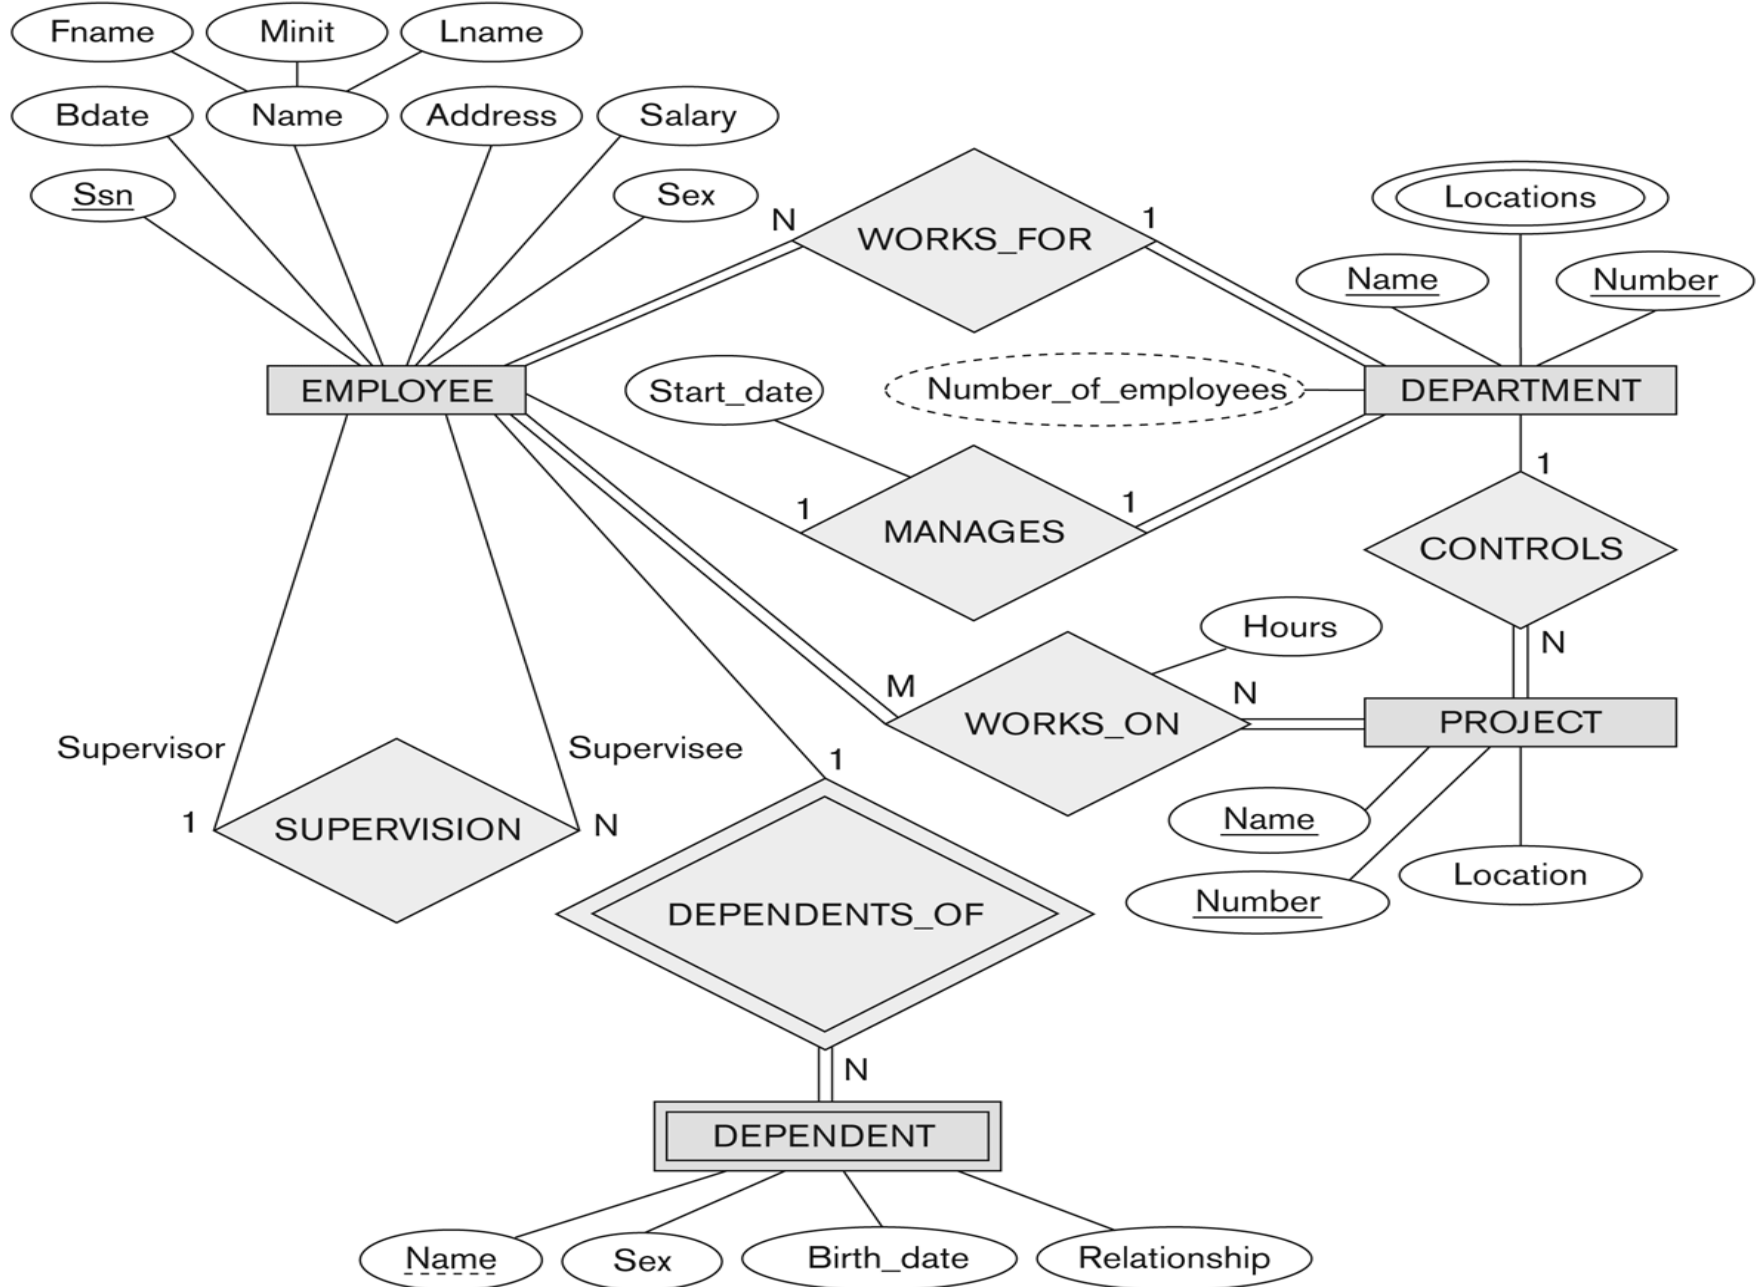 Fname
Minit
Lname
Bdate
Name
Address
Salary
Ssn
Sex
N
WORKS_FOR
1
Locations
Name
Number
EMPLOYEE
Start_date
Number_of_employees
DEPARTMENT
1
MANAGES
1
1
CONTROLS
N
Hours
M
WORKS_ON
N
PROJECT
Supervisor
Supervisee
1
SUPERVISION
N
1
Name
Number
Location
DEPENDENTS_OF
N
DEPENDENT
Name
Sex
Birth_date
Relationship